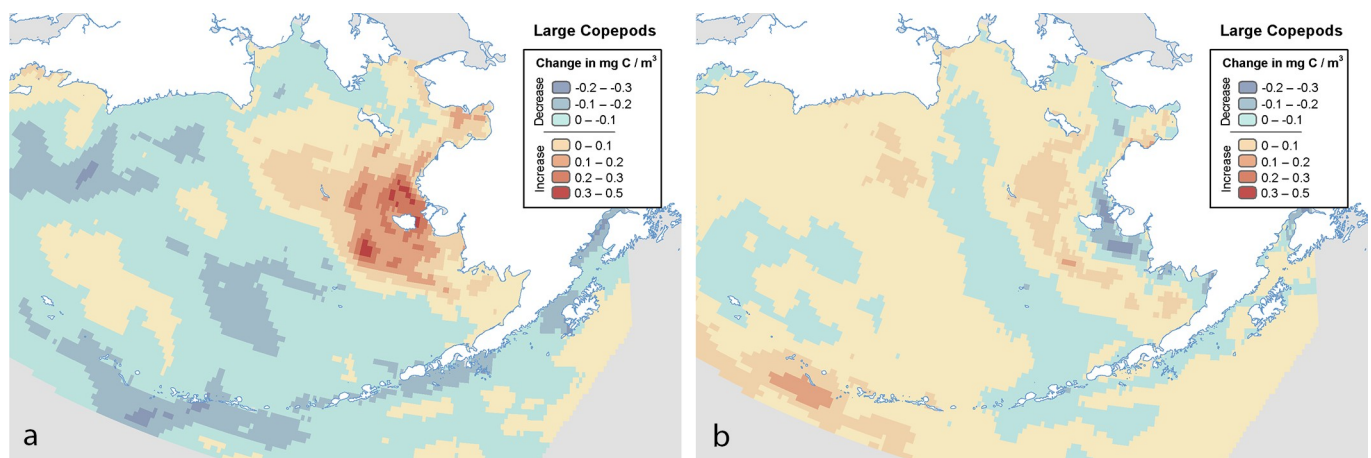 Large Copepods
Change in mg C / m³
Decrease
-0.2 – -0.3
-0.1 – -0.2
0 – -0.1
Increase
0 – 0.1
0.1 – 0.2
0.2 – 0.3
0.3 – 0.5
a
Large Copepods
Change in mg C / m³
Decrease
-0.2 – -0.3
-0.1 – -0.2
0 – -0.1
Increase
0 – 0.1
0.1 – 0.2
0.2 – 0.3
0.3 – 0.5
b